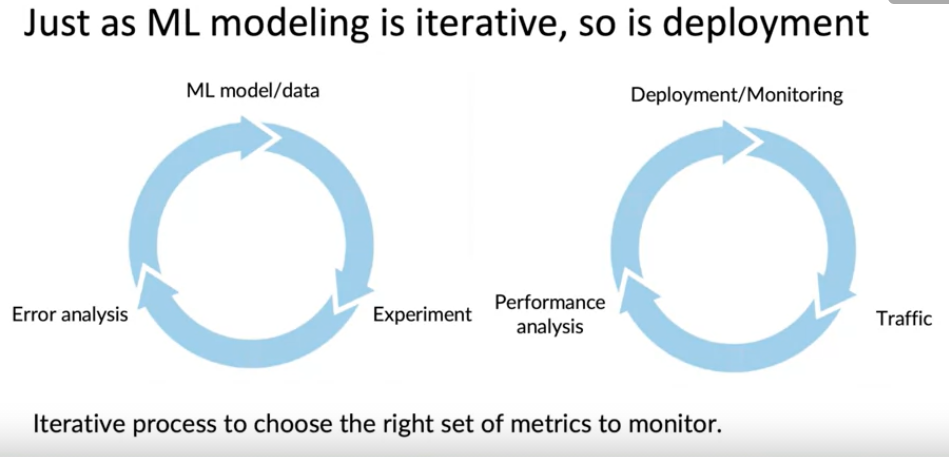 Just as ML modeling is iterative, so is deployment
ML model/data
Deployment/Monitoring
Error analysis
Experiment
Performance
analysis
Traffic
Iterative process to choose the right set of metrics to monitor.